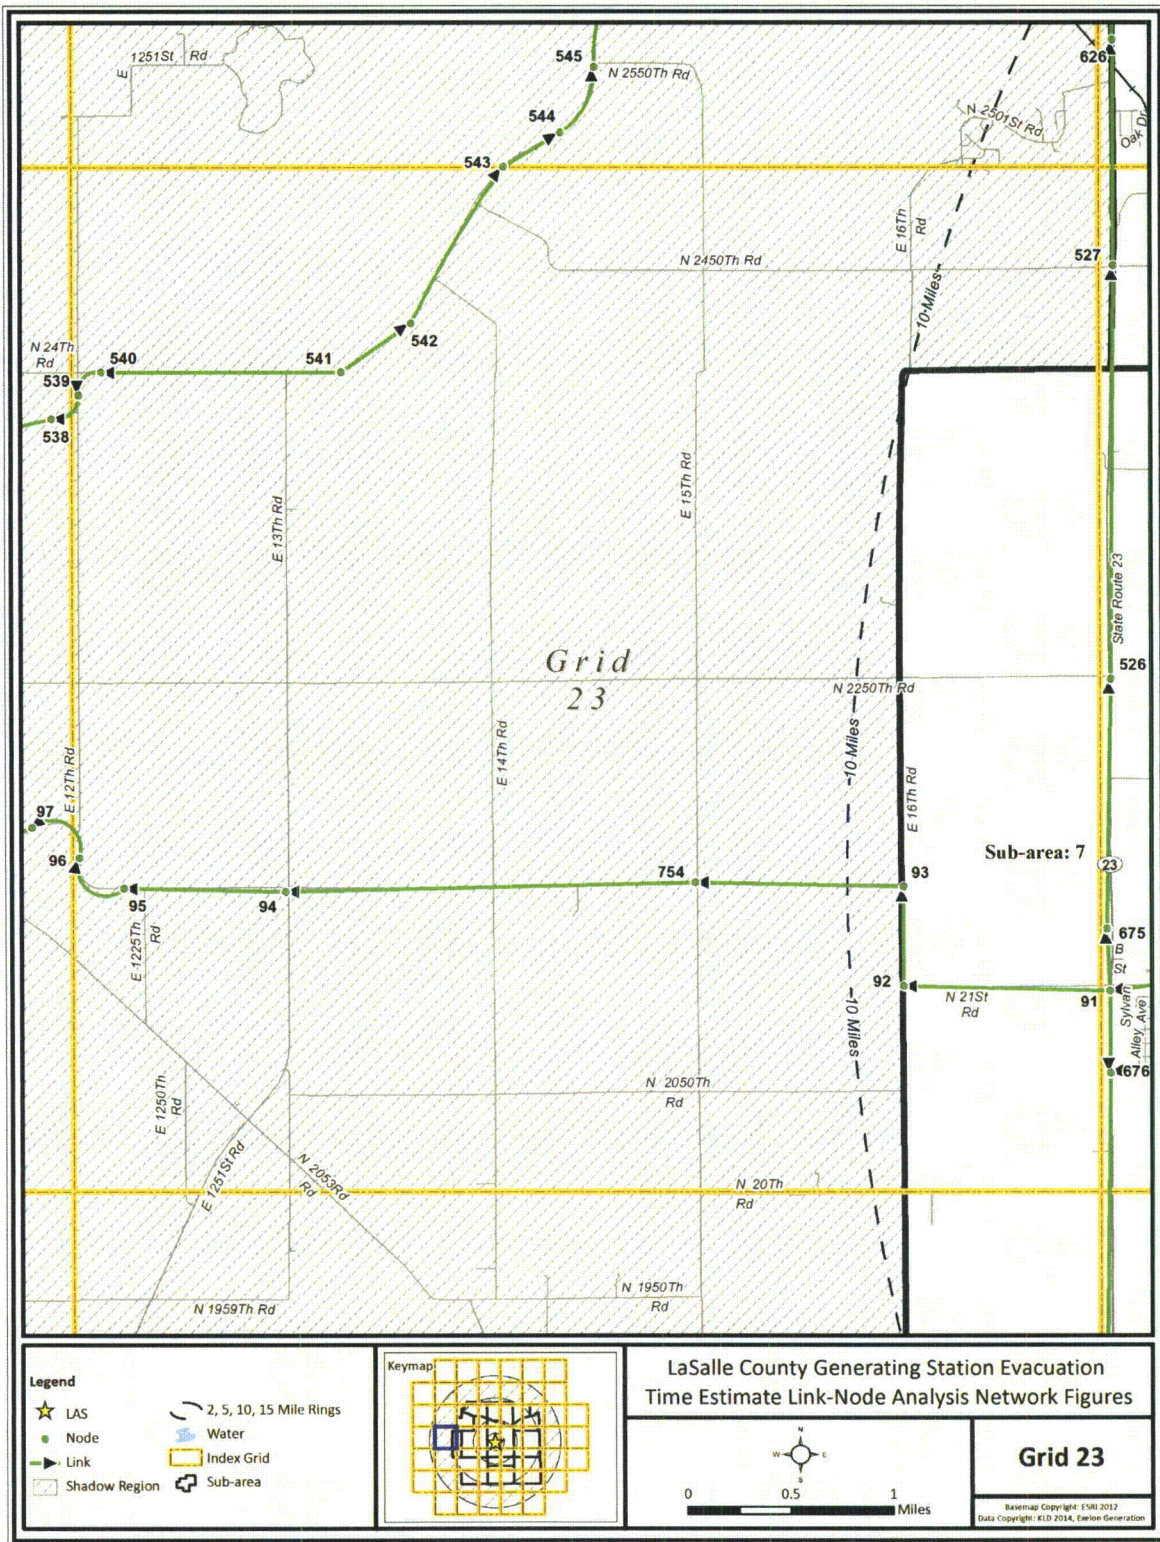 1251St Rd
E
545
N 2550Th Rd
626
544
N 2501St Rd
Oak Dr
543
E 16Th
Rd
N 2450Th Rd
527
10 Miles
N 24Th
Rd
540
541
542
539
538
E 13Th Rd
E 15Th Rd
State Route 23
Grid
23
526
N 2250Th Rd
10 Miles
E 14Th Rd
E 12Th Rd
E 16Th Rd
97
96
Sub-area: 7
23
754
93
95
94
E 1225Th
Rd
675
B
St
92
N 21St
Rd
91
Sylvan
Ave
Alley
10 Miles
676
N 2050Th
Rd
E 1250Th
Rd
E 1251St Rd
N 2053Rd
Rd
N 20Th
Rd
N 1950Th
Rd
N 1959Th Rd
Legend
LAS
Node
Link
Shadow Region
2, 5, 10, 15 Mile Rings
Water
Index Grid
Sub-area
Keymap
LaSalle County Generating Station Evacuation
Time Estimate Link-Node Analysis Network Figures
N
W E
S
0 0.5 1
Miles
Grid 23
Basemap Copyright: ESRI 2012
Data Copyright: KLD 2014, Exelon Generation